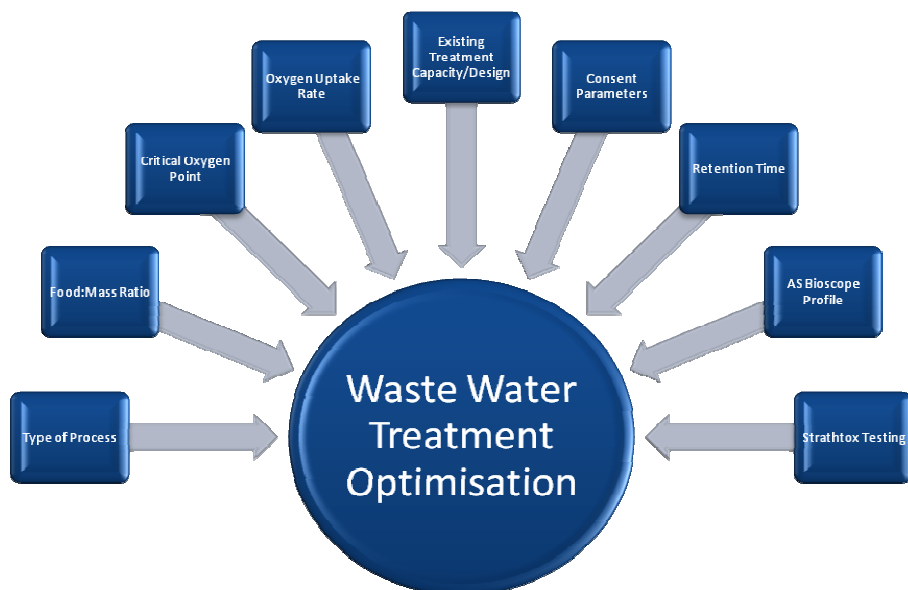 Existing
Treatment
Capacity/Design
Oxygen Uptake
Rate
Consent
Parameters
Critical Oxygen
Point
Retention Time
Food:Mass Ratio
AS Bioscope
Profile
Type of Process
Strathtox Testing
Waste Water
Treatment
Optimisation